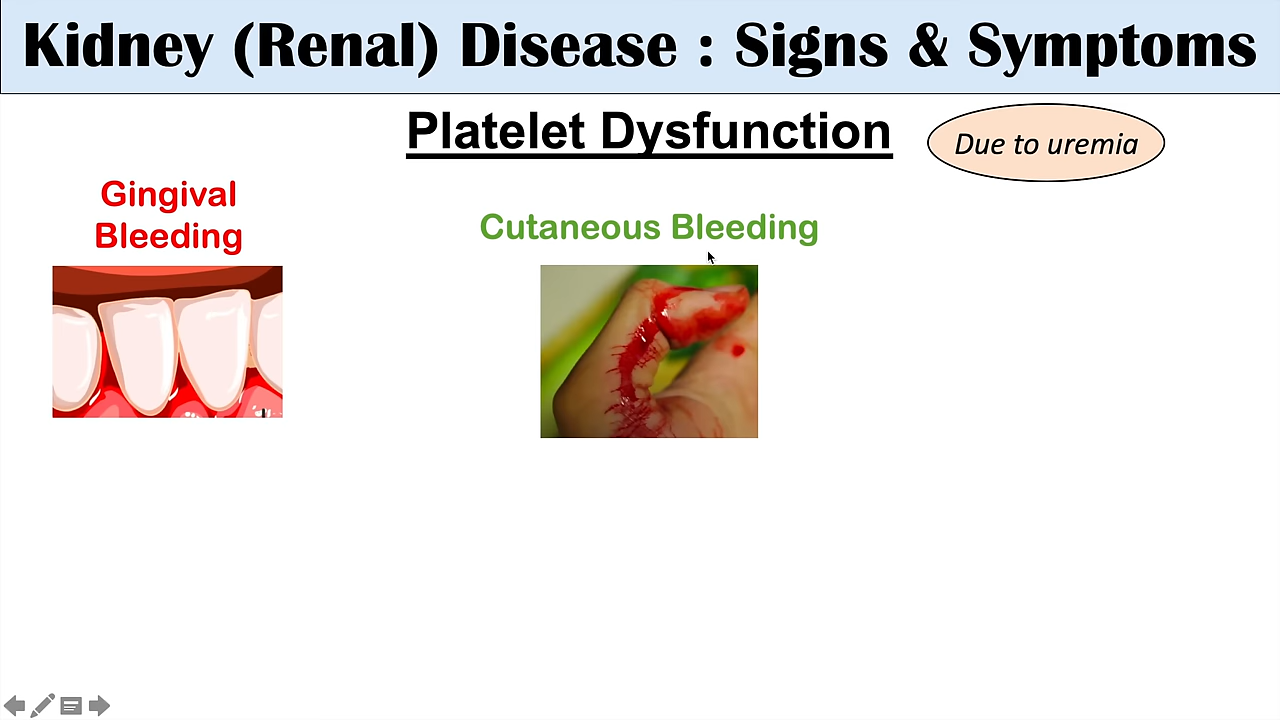 Kidney (Renal) Disease : Signs & Symptoms
Platelet Dysfunction
Due to uremia
Gingival
Bleeding
Cutaneous Bleeding